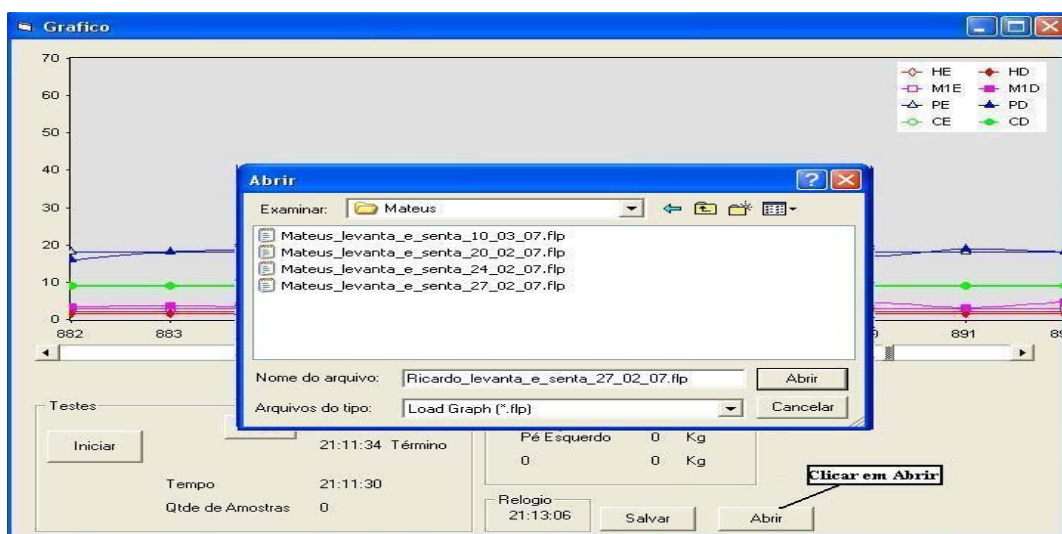 Grafico
70
60
50
40
30
20
10
0
HE HD
M1E M1D
PE PD
CE CD
882 883 891
Abrir
Examinar: Mateus
Mateus_levanta_e_senta_10_03_07.flp
Mateus_levanta_e_senta_20_02_07.flp
Mateus_levanta_e_senta_24_02_07.flp
Mateus_levanta_e_senta_27_02_07.flp
Nome do arquivo: Ricardo_levanta_e_senta_27_02_07.flp Abrir
Arquivos do tipo: Load Graph (*.flp) Cancelar
Testes
Iniciar
21:11:34 Término
Tempo 21:11:30
Qtde de Amostras 0
Pé Esquerdo 0 Kg
0 0 Kg
Relogio
21:13:06
Salvar
Abrir
Clicar em Abrir